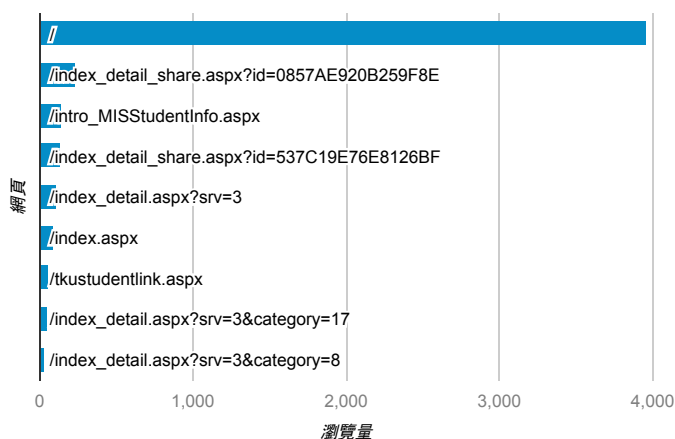 /
/index_detail_share.aspx?id=0857AE920B259F8E
/intro_MISStudentInfo.aspx
/index_detail_share.aspx?id=537C19E76E8126BF
/index_detail.aspx?srv=3
/index.aspx
/tkustudentlink.aspx
/index_detail.aspx?srv=3&category=17
/index_detail.aspx?srv=3&category=8
網頁
0 1,000 2,000 3,000 4,000
瀏覽量